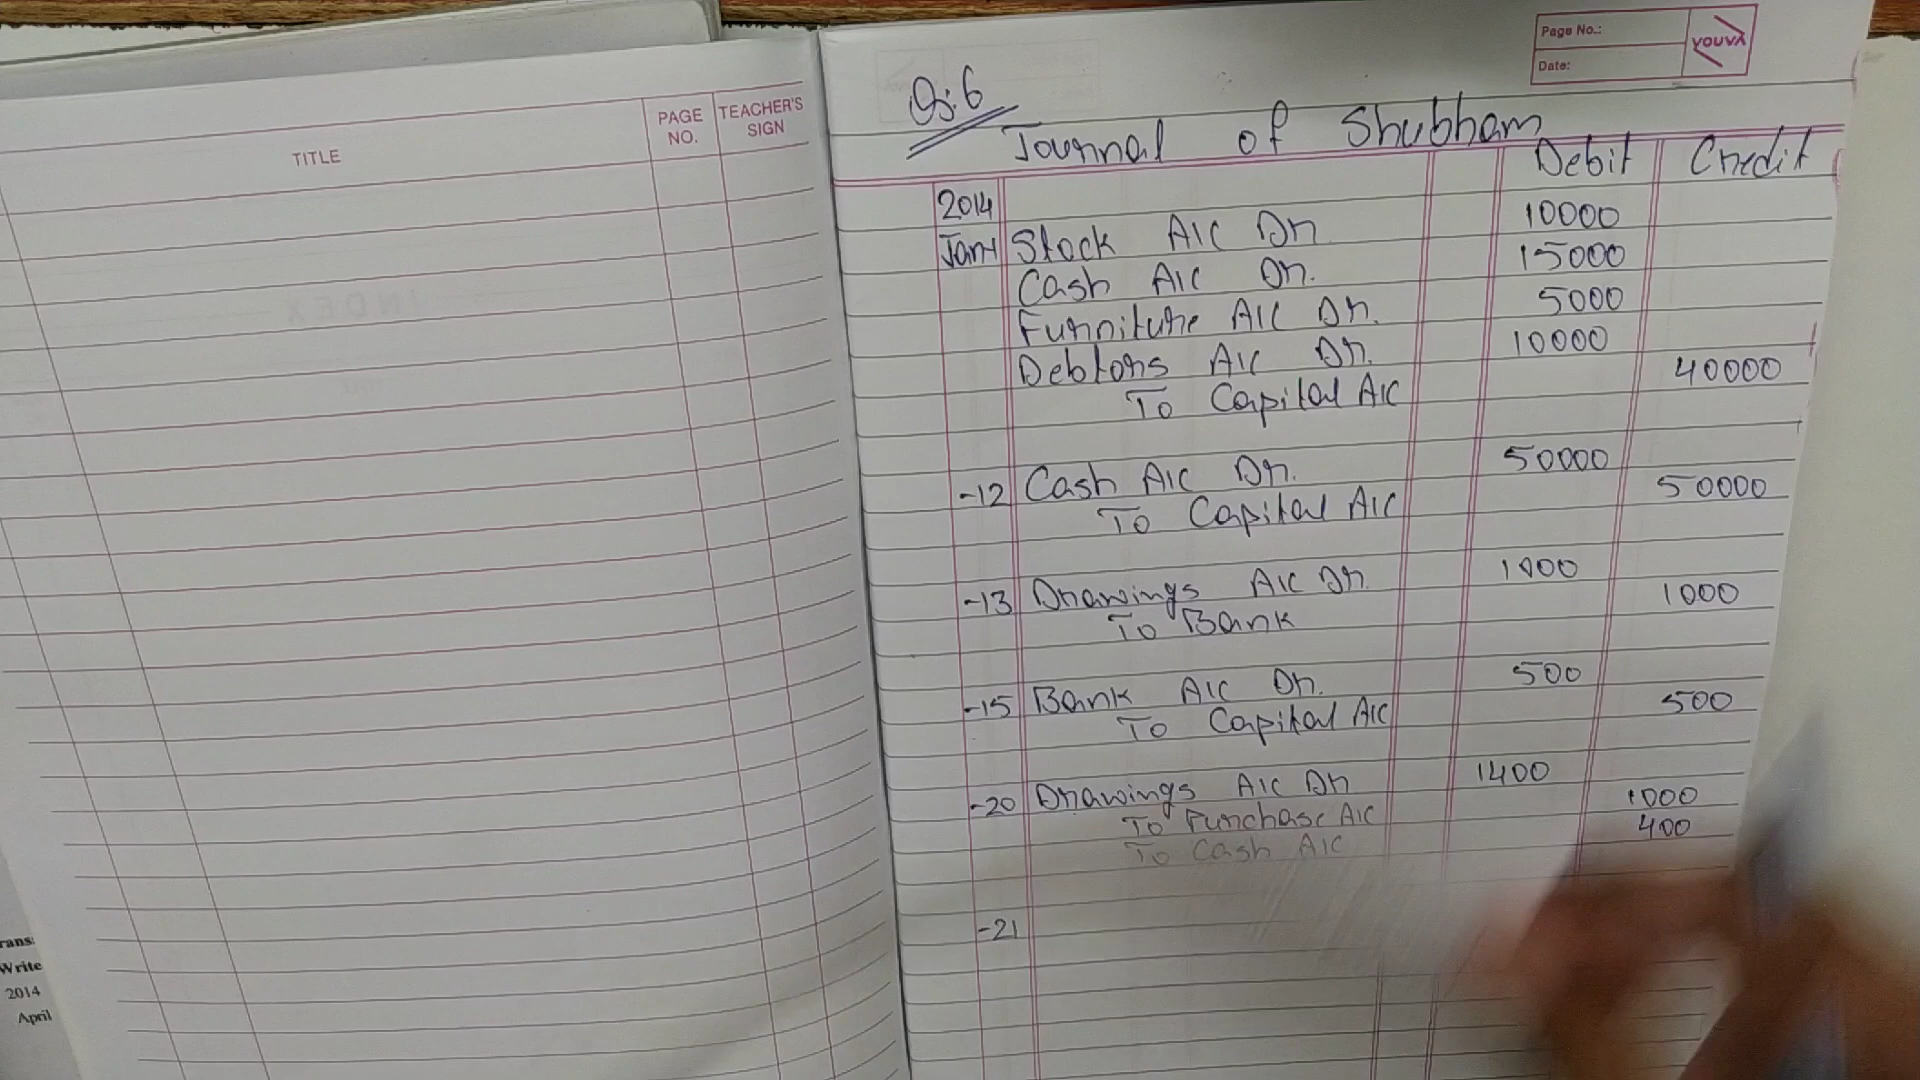 TITLE
PAGE NO.
TEACHER'S SIGN
Write
2014
April
Page No.:
Date:
YOUVA
Q:6
Journal of Shubham
Debit Credit
2014
Jan-1 Stock A/C Dr 10000
Cash A/C Dr. 15000
Furniture A/C Dr. 5000
Debtors A/C Dr. 10000
To Capital A/C 40000
-12 Cash A/C Dr. 50000
To Capital A/C 50000
-13 Drawings A/C Dr. 1000
To Bank 1000
-15 Bank A/C Dr. 500
To Capital A/C 500
-20 Drawings A/C Dr 1400
To Purchase A/C 1000
To Cash A/C 400
-21